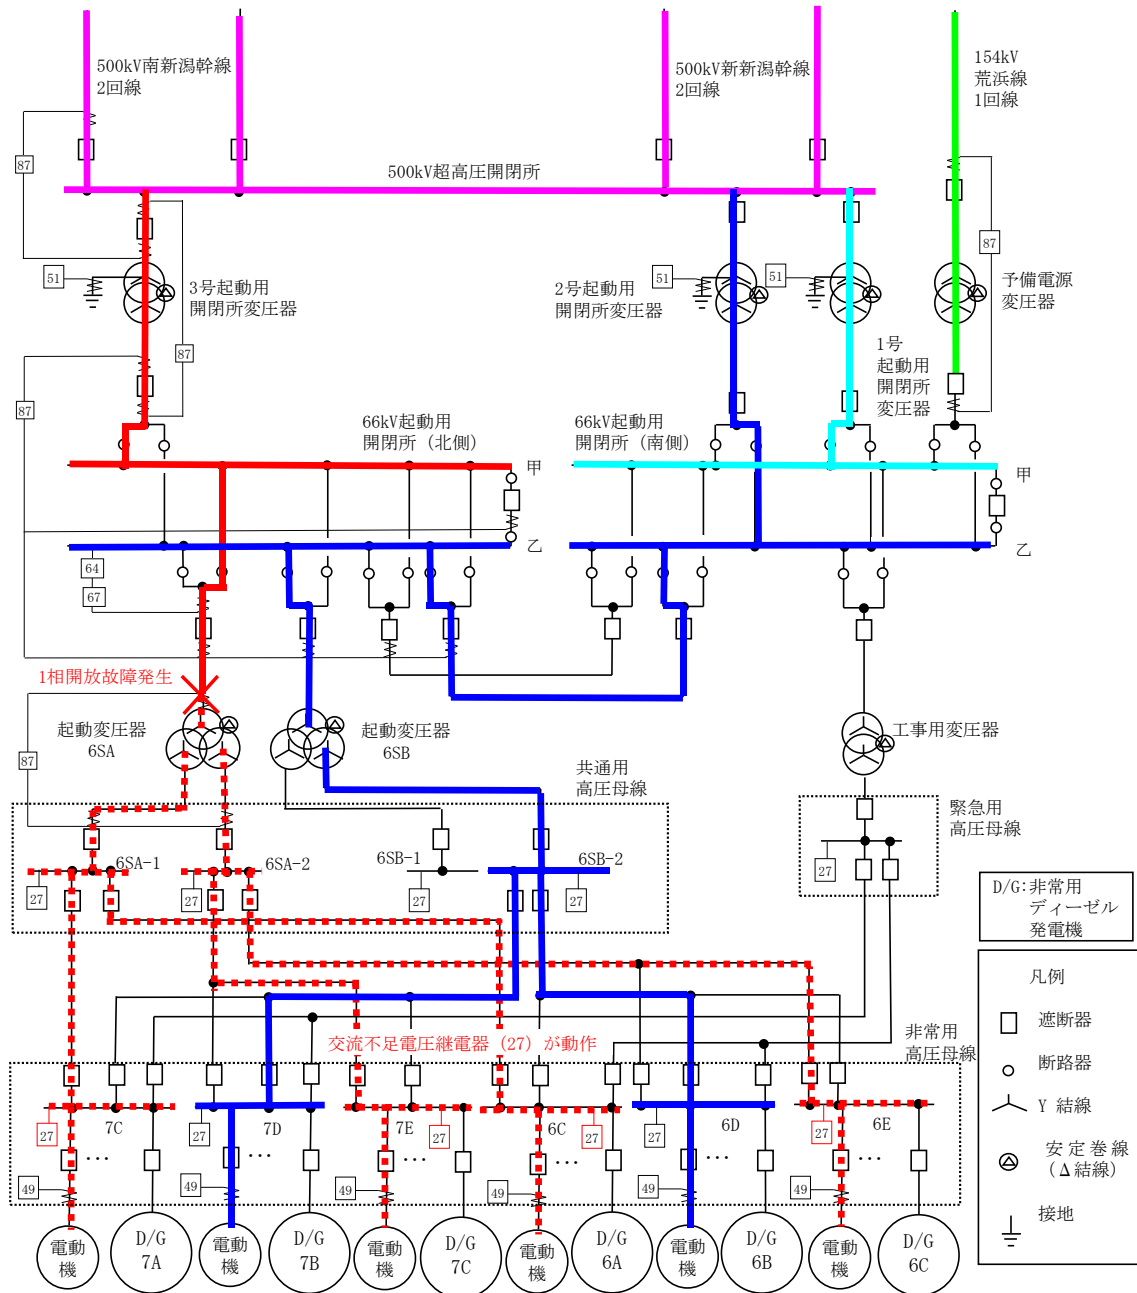 500kV南新潟幹線
2回線
500kV新新潟幹線
2回線
154kV
荒浜線
1回線
87
500kV超高圧開閉所
87
51
3号起動用
開閉所変圧器
51
2号起動用
開閉所変圧器
51
予備電源
変圧器
87
87
1号
起動用
開閉所
変圧器
66kV起動用
開閉所（北側）
66kV起動用
開閉所（南側）
甲
甲
乙
乙
64
67
1相開放故障発生
起動変圧器
6SA
起動変圧器
6SB
工事用変圧器
87
共通用
高圧母線
緊急用
高圧母線
6SA-1
6SA-2
6SB-1
6SB-2
27
27
27
27
27
D/G:非常用
ディーゼル
発電機
凡例
遮断器
断路器
Y 結線
安定巻線
（Δ結線）
接地
交流不足電圧継電器（27）が動作
非常用
高圧母線
7C
7D
7E
6C
6D
6E
27
27
27
27
27
27
...
...
...
...
...
...
49
49
49
49
49
電動
機
D/G
7A
電動
機
D/G
7B
電動
機
D/G
7C
電動
機
D/G
6A
電動
機
D/G
6B
電動
機
D/G
6C